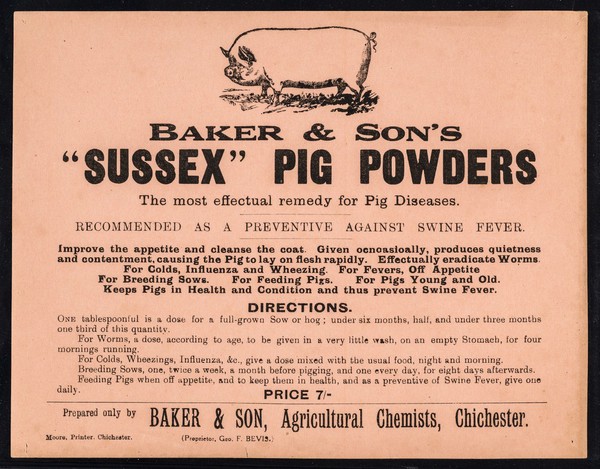 BAKER & SON'S
"SUSSEX" PIG POWDERS
The most effectual remedy for Pig Diseases.
RECOMMENDED AS A PREVENTIVE AGAINST SWINE FEVER.
Improve the appetite and cleanse the coat. Given occasioally, produces quietness
and contentment, causing the Pig to lay on flesh rapidly. Effectually eradicate Worms.
For Colds, Influenza and Wheezing. For Fevers, Off Appetite
For Breeding Sows. For Feeding Pigs. For Pigs Young and Old.
Keeps Pigs in Health and Condition and thus prevent Swine Fever.
DIRECTIONS.
ONE tablespoonful is a dose for a full-grown Sow or hog; under six months, half, and under three months
one third of this quantity.
For Worms, a dose, according to age, to be given in a very little wash, on an empty Stomach, for four
mornings running.
For Colds, Wheezings, Influenza, &c., give a dose mixed with the usual food, night and morning.
Breeding Sows, one, twice a week, a month before pigging, and one every day, for eight days afterwards.
Feeding Pigs when off appetite, and to keep them in health, and as a preventive of Swine Fever, give one
daily.
PRICE 7/-
Prepared only by BAKER & SON, Agricultural Chemists, Chichester.
Moore, Printer. Chichester. (Proprietor, Geo. F. BEVIS.)